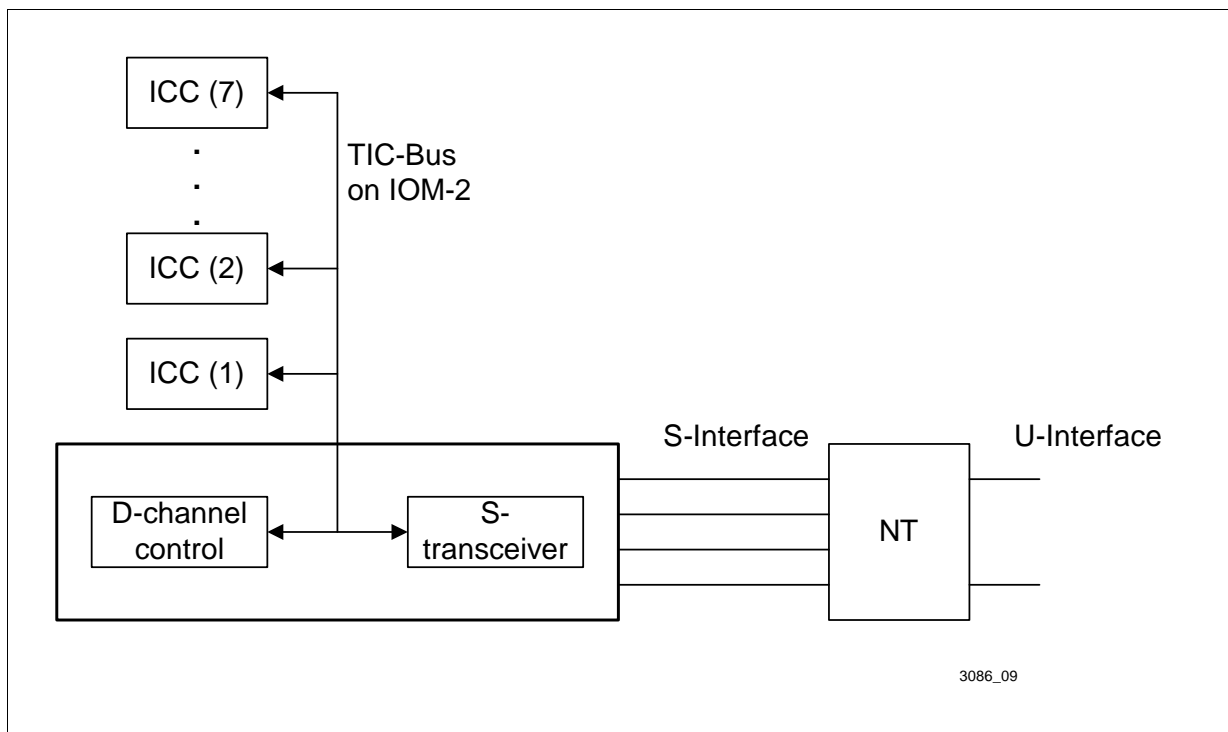 ICC (7)
TIC-Bus
on IOM-2
ICC (2)
ICC (1)
S-Interface
U-Interface
D-channel
control
S-
transceiver
NT
3086_09